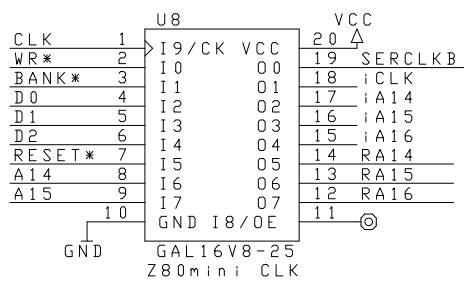 U8 VCC
CLK 1 I9/CK VCC 20
WR* 2 I0 O0 19 SERCLKB
BANK* 3 I1 O1 18 iCLK
D0 4 I2 O2 17 iA14
D1 5 I3 O3 16 iA15
D2 6 I4 O4 15 iA16
RESET* 7 I5 O5 14 RA14
A14 8 I6 O6 13 RA15
A15 9 I7 O7 12 RA16
10 GND I8/OE 11
GND GAL16V8-25
Z80mini CLK